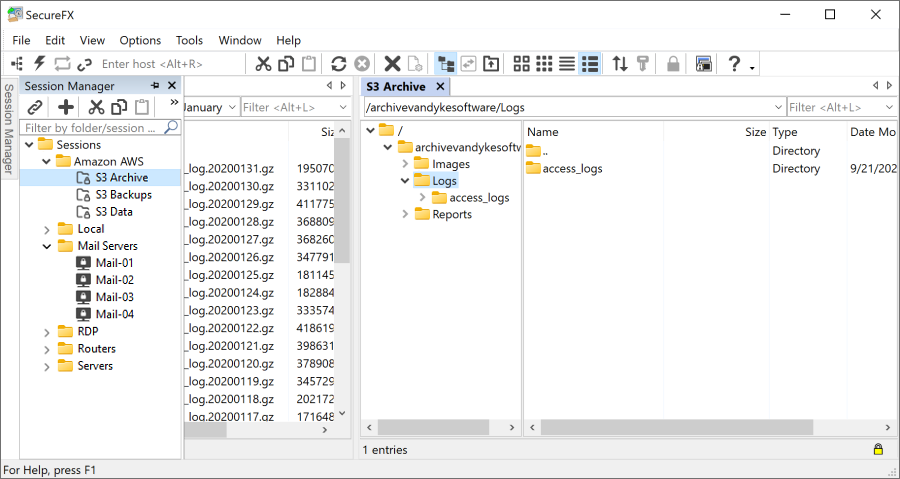 SecureFX
File Edit View Options Tools Window Help
Enter host <Alt+R>
Session Manager
Session Manager
Filter by folder/session ...
Sessions
Amazon AWS
S3 Archive
S3 Backups
S3 Data
Local
Mail Servers
Mail-01
Mail-02
Mail-03
Mail-04
RDP
Routers
Servers
January Filter <Alt+L>
Siz
_log.20200131.gz 195070
_log.20200130.gz 331102
_log.20200129.gz 411775
_log.20200128.gz 368809
_log.20200127.gz 368260
_log.20200126.gz 347791
_log.20200125.gz 181145
_log.20200124.gz 182884
_log.20200123.gz 333574
_log.20200122.gz 418619
_log.20200121.gz 398631
_log.20200120.gz 378908
_log.20200119.gz 345729
_log.20200118.gz 202172
_log.20200117.gz 171648
S3 Archive
/archivevandykesoftware/Logs Filter <Alt+L>
/
archivevandykesoftw
Images
Logs
access_logs
Reports
Name Size Type Date Mo
.. Directory
access_logs Directory 9/21/202
1 entries
For Help, press F1